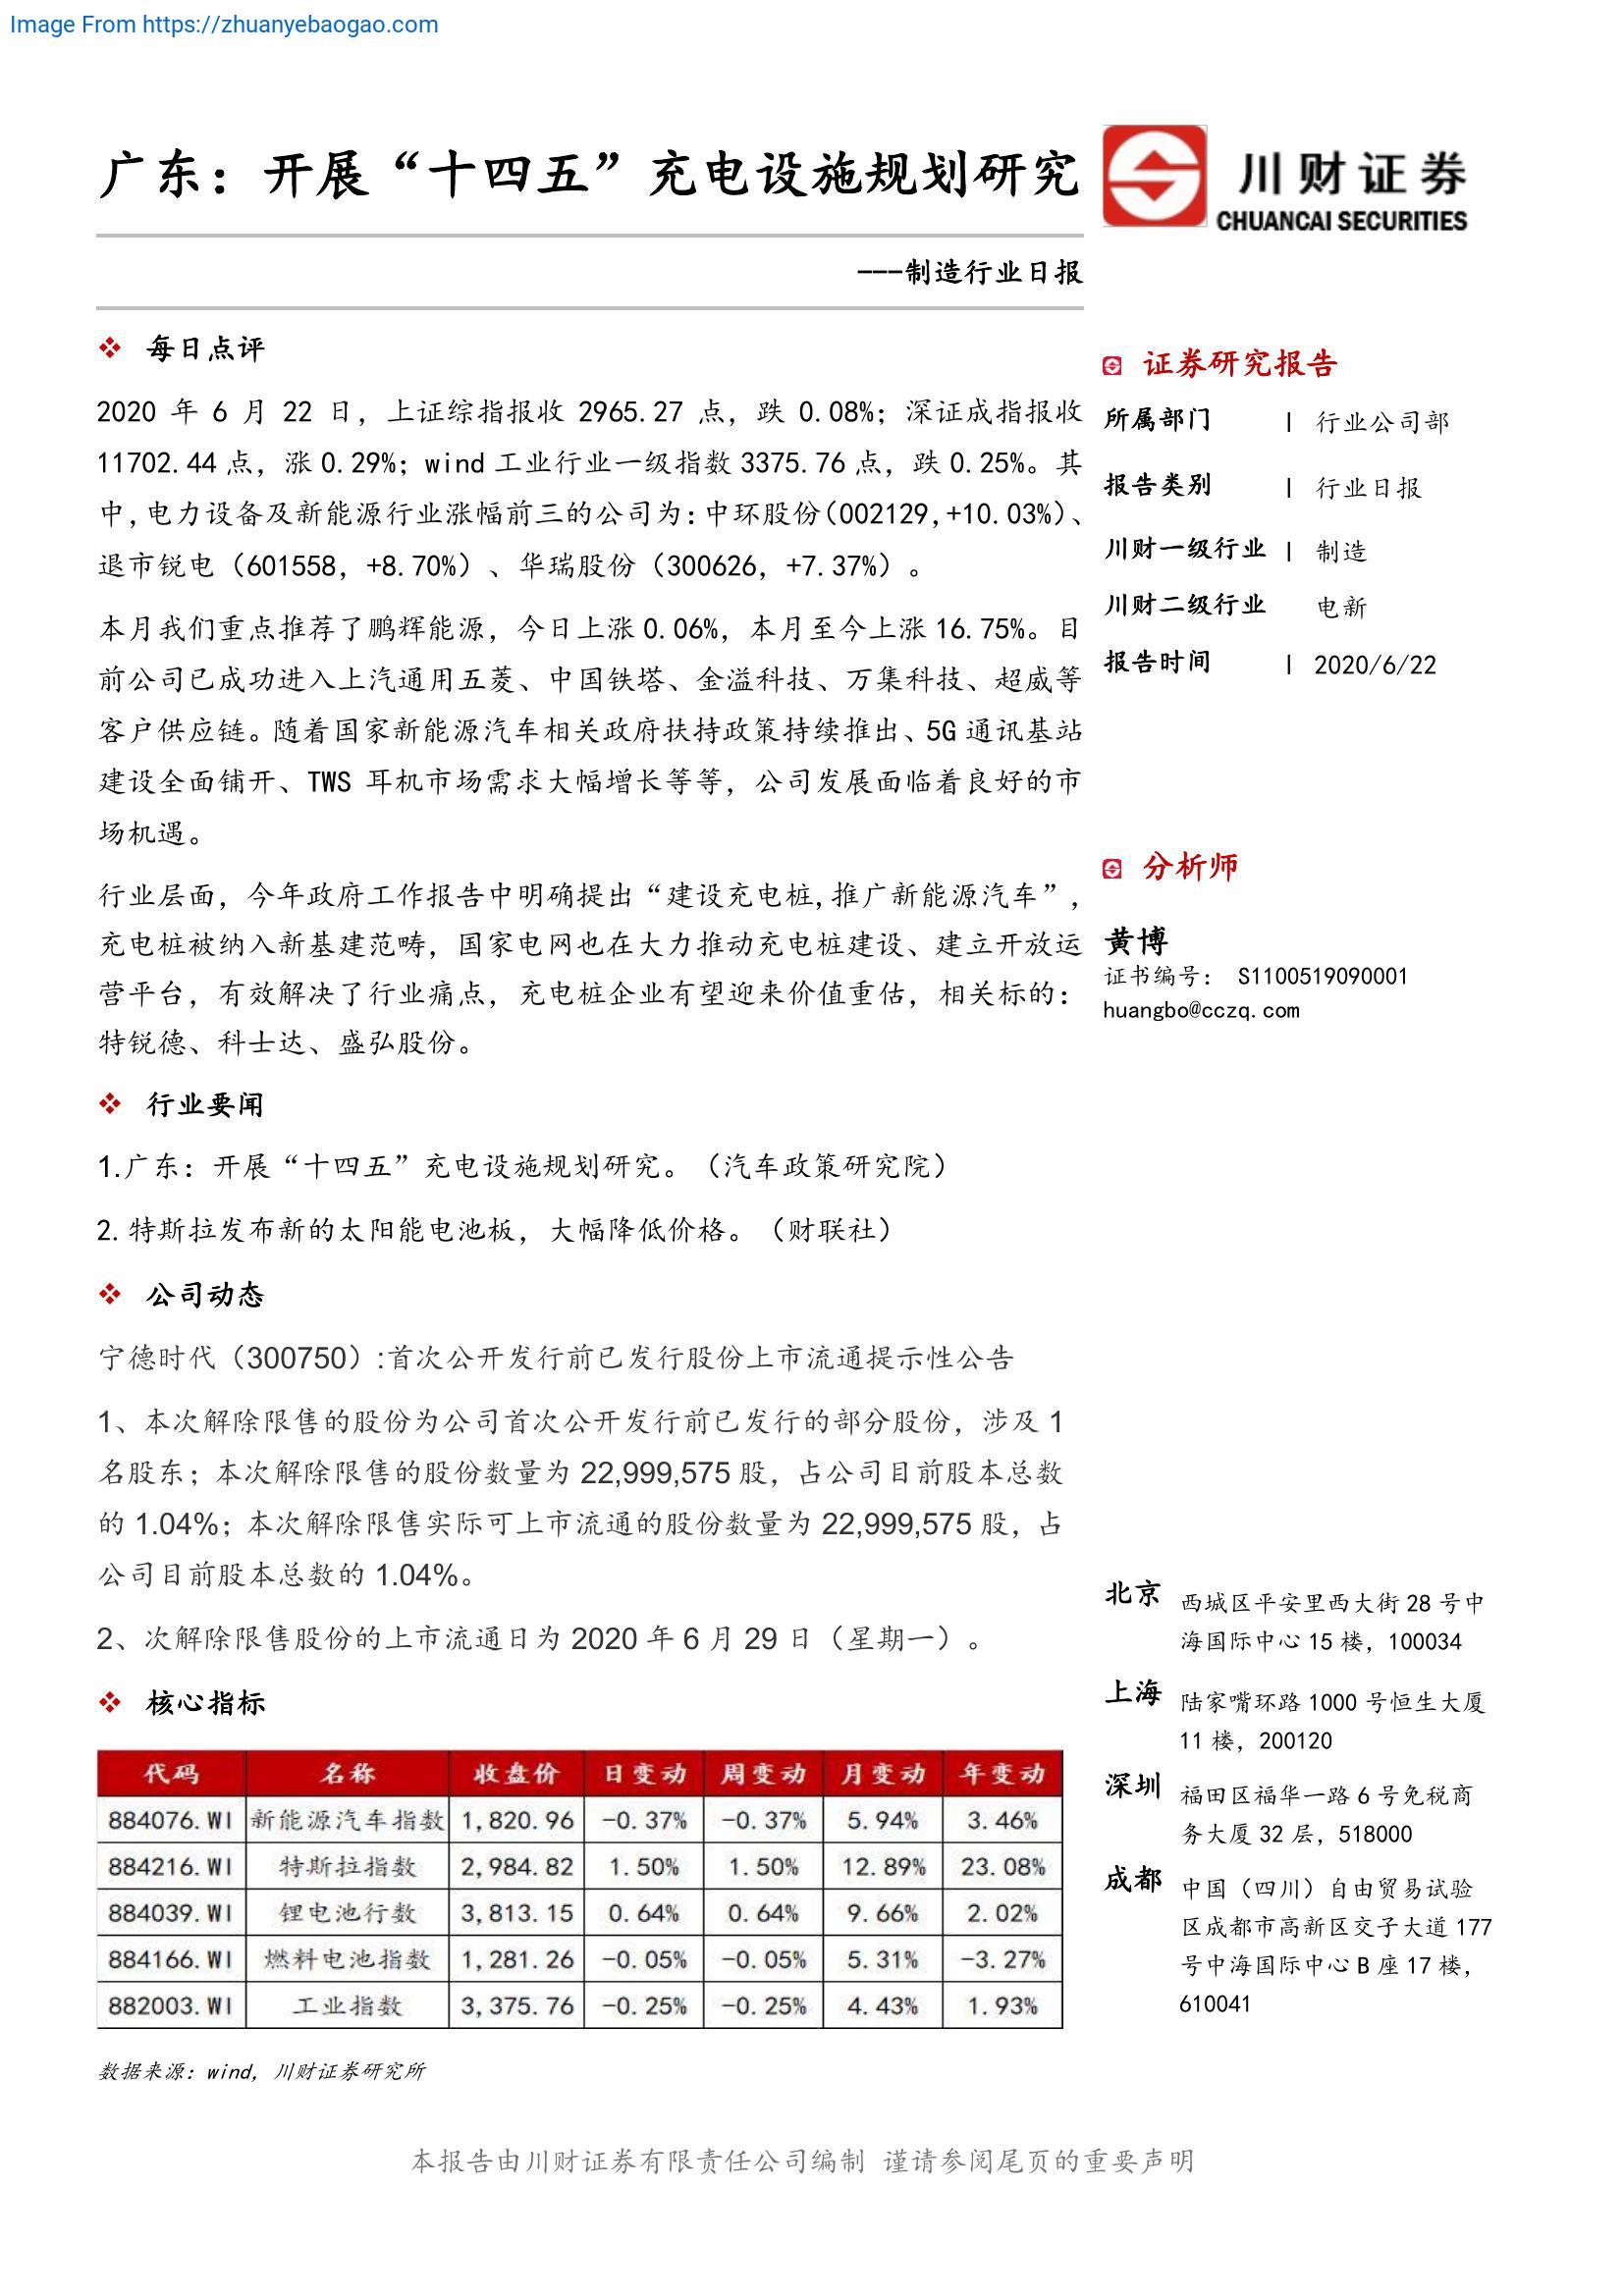 Image From https://zhuanyebaogao.com
广东：开展“十四五”充电设施规划研究
川财证券
CHUANCAI SECURITIES
---制造行业日报
每日点评
2020 年 6 月 22 日，上证综指报收 2965.27 点，跌 0.08%；深证成指报收
11702.44 点，涨 0.29%；wind 工业行业一级指数 3375.76 点，跌 0.25%。其
中，电力设备及新能源行业涨幅前三的公司为：中环股份（002129,+10.03%）、
退市锐电（601558，+8.70%）、华瑞股份（300626，+7.37%）。
本月我们重点推荐了鹏辉能源，今日上涨 0.06%，本月至今上涨 16.75%。目
前公司已成功进入上汽通用五菱、中国铁塔、金溢科技、万集科技、超威等
客户供应链。随着国家新能源汽车相关政府扶持政策持续推出、5G 通讯基站
建设全面铺开、TWS 耳机市场需求大幅增长等等，公司发展面临着良好的市
场机遇。
行业层面，今年政府工作报告中明确提出“建设充电桩,推广新能源汽车”，
充电桩被纳入新基建范畴，国家电网也在大力推动充电桩建设、建立开放运
营平台，有效解决了行业痛点，充电桩企业有望迎来价值重估，相关标的：
特锐德、科士达、盛弘股份。
行业要闻
1.广东：开展“十四五”充电设施规划研究。（汽车政策研究院）
2. 特斯拉发布新的太阳能电池板，大幅降低价格。（财联社）
公司动态
宁德时代（300750）:首次公开发行前已发行股份上市流通提示性公告
1、本次解除限售的股份为公司首次公开发行前已发行的部分股份，涉及 1
名股东；本次解除限售的股份数量为 22,999,575 股，占公司目前股本总数
的 1.04%；本次解除限售实际可上市流通的股份数量为 22,999,575 股，占
公司目前股本总数的 1.04%。
2、次解除限售股份的上市流通日为 2020 年 6 月 29 日（星期一）。
核心指标
代码 名称 收盘价 日变动 周变动 月变动 年变动
884076.WI 新能源汽车指数 1,820.96 -0.37% -0.37% 5.94% 3.46%
884216.WI 特斯拉指数 2,984.82 1.50% 1.50% 12.89% 23.08%
884039.WI 锂电池行数 3,813.15 0.64% 0.64% 9.66% 2.02%
884166.WI 燃料电池指数 1,281.26 -0.05% -0.05% 5.31% -3.27%
882003.WI 工业指数 3,375.76 -0.25% -0.25% 4.43% 1.93%
数据来源：wind，川财证券研究所
证券研究报告
所属部门 | 行业公司部
报告类别 | 行业日报
川财一级行业 | 制造
川财二级行业 电新
报告时间 | 2020/6/22
分析师
黄博
证书编号： S1100519090001
huangbo@cczq.com
北京 西城区平安里西大街 28 号中
海国际中心 15 楼，100034
上海 陆家嘴环路 1000 号恒生大厦
11 楼，200120
深圳 福田区福华一路 6 号免税商
务大厦 32 层，518000
成都 中国（四川）自由贸易试验
区成都市高新区交子大道 177
号中海国际中心 B 座 17 楼，
610041
本报告由川财证券有限责任公司编制 谨请参阅尾页的重要声明